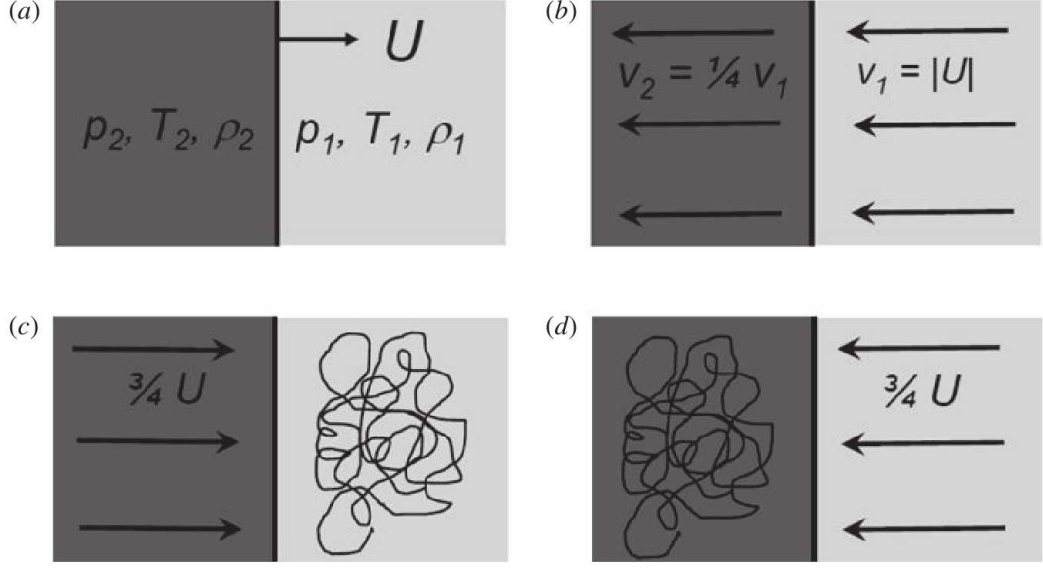 (a)
U
p₂, T₂, ρ₂
p₁, T₁, ρ₁
(b)
v₂ = ¼ v₁
v₁ = |U|
(c)
¾ U
(d)
¾ U